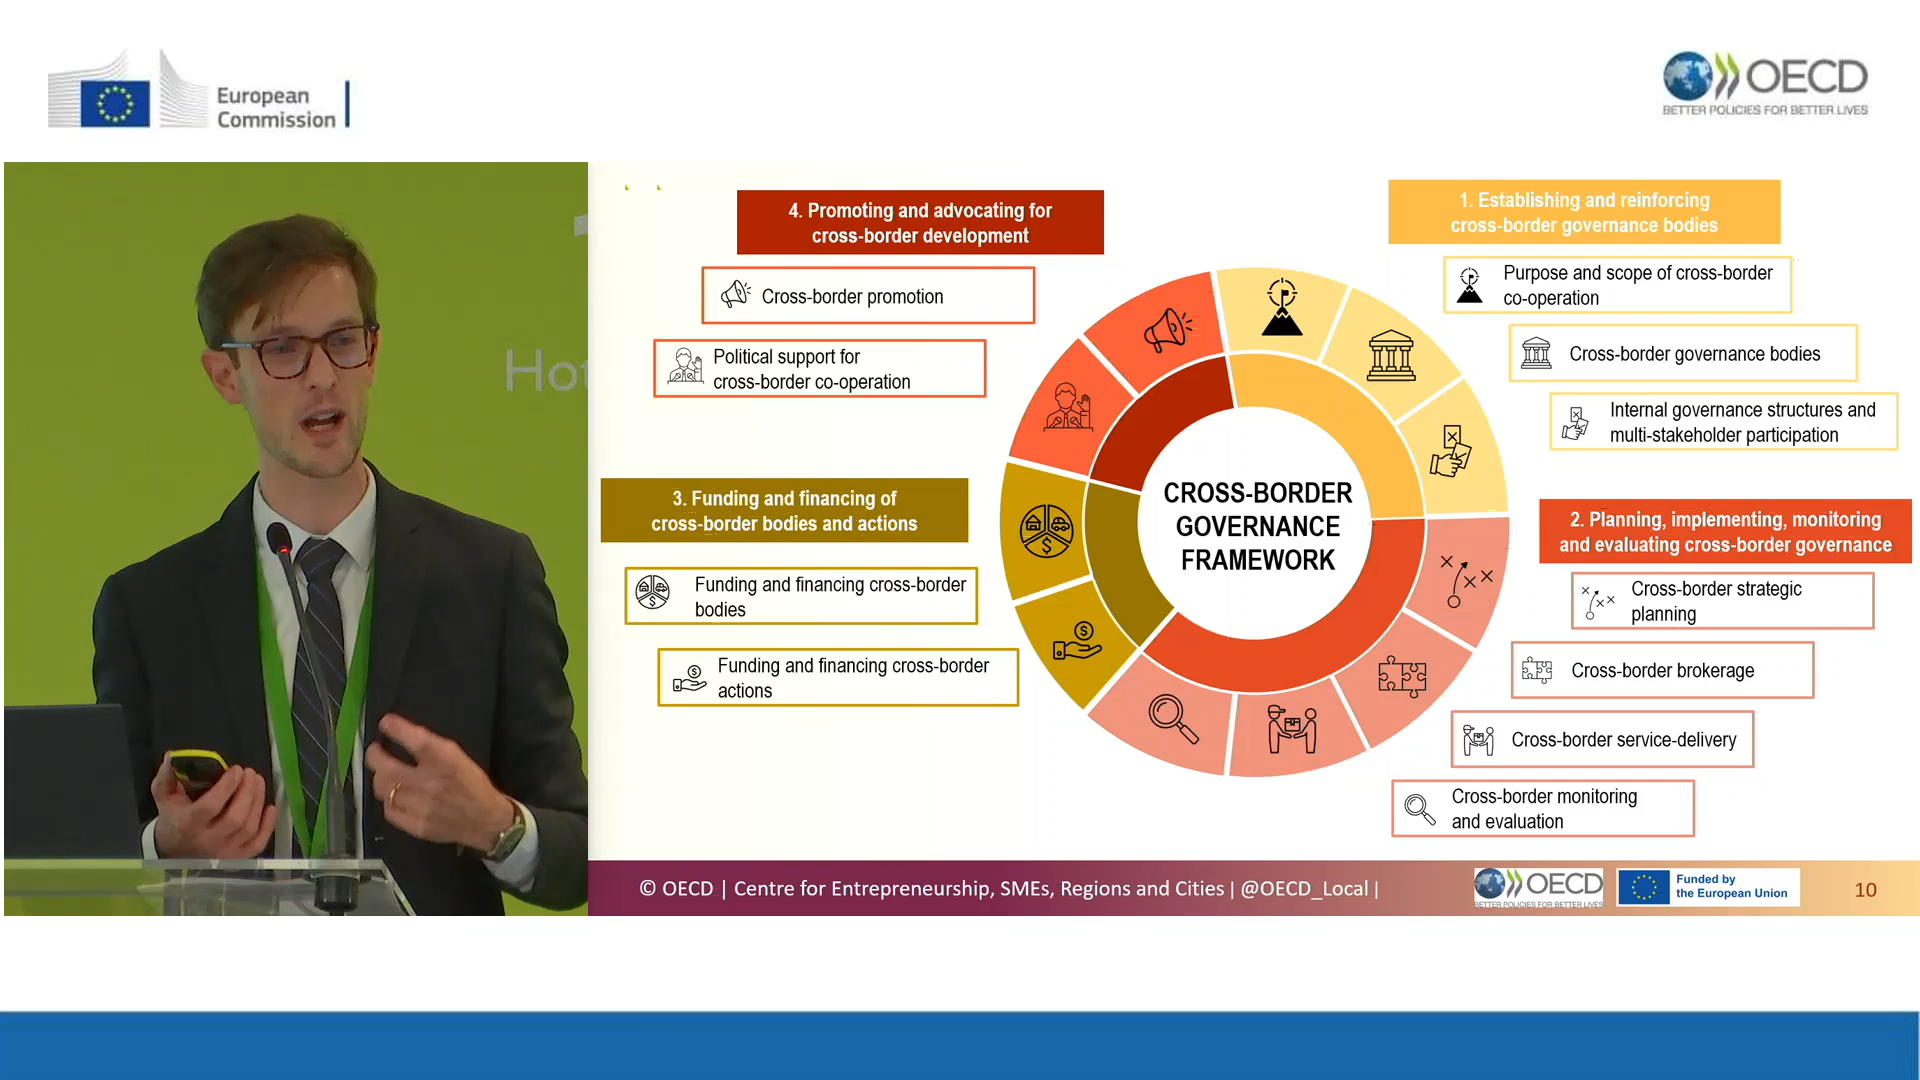 European
Commission
OECD
BETTER POLICIES FOR BETTER LIVES
Hot
4. Promoting and advocating for
cross-border development
Cross-border promotion
Political support for
cross-border co-operation
3. Funding and financing of
cross-border bodies and actions
Funding and financing cross-border
bodies
Funding and financing cross-border
actions
CROSS-BORDER
GOVERNANCE
FRAMEWORK
1. Establishing and reinforcing
cross-border governance bodies
Purpose and scope of cross-border
co-operation
Cross-border governance bodies
Internal governance structures and
multi-stakeholder participation
2. Planning, implementing, monitoring
and evaluating cross-border governance
Cross-border strategic
planning
Cross-border brokerage
Cross-border service-delivery
Cross-border monitoring
and evaluation
© OECD | Centre for Entrepreneurship, SMEs, Regions and Cities | @OECD_Local |
OECD
BETTER POLICIES FOR BETTER LIVES
Funded by
the European Union
10